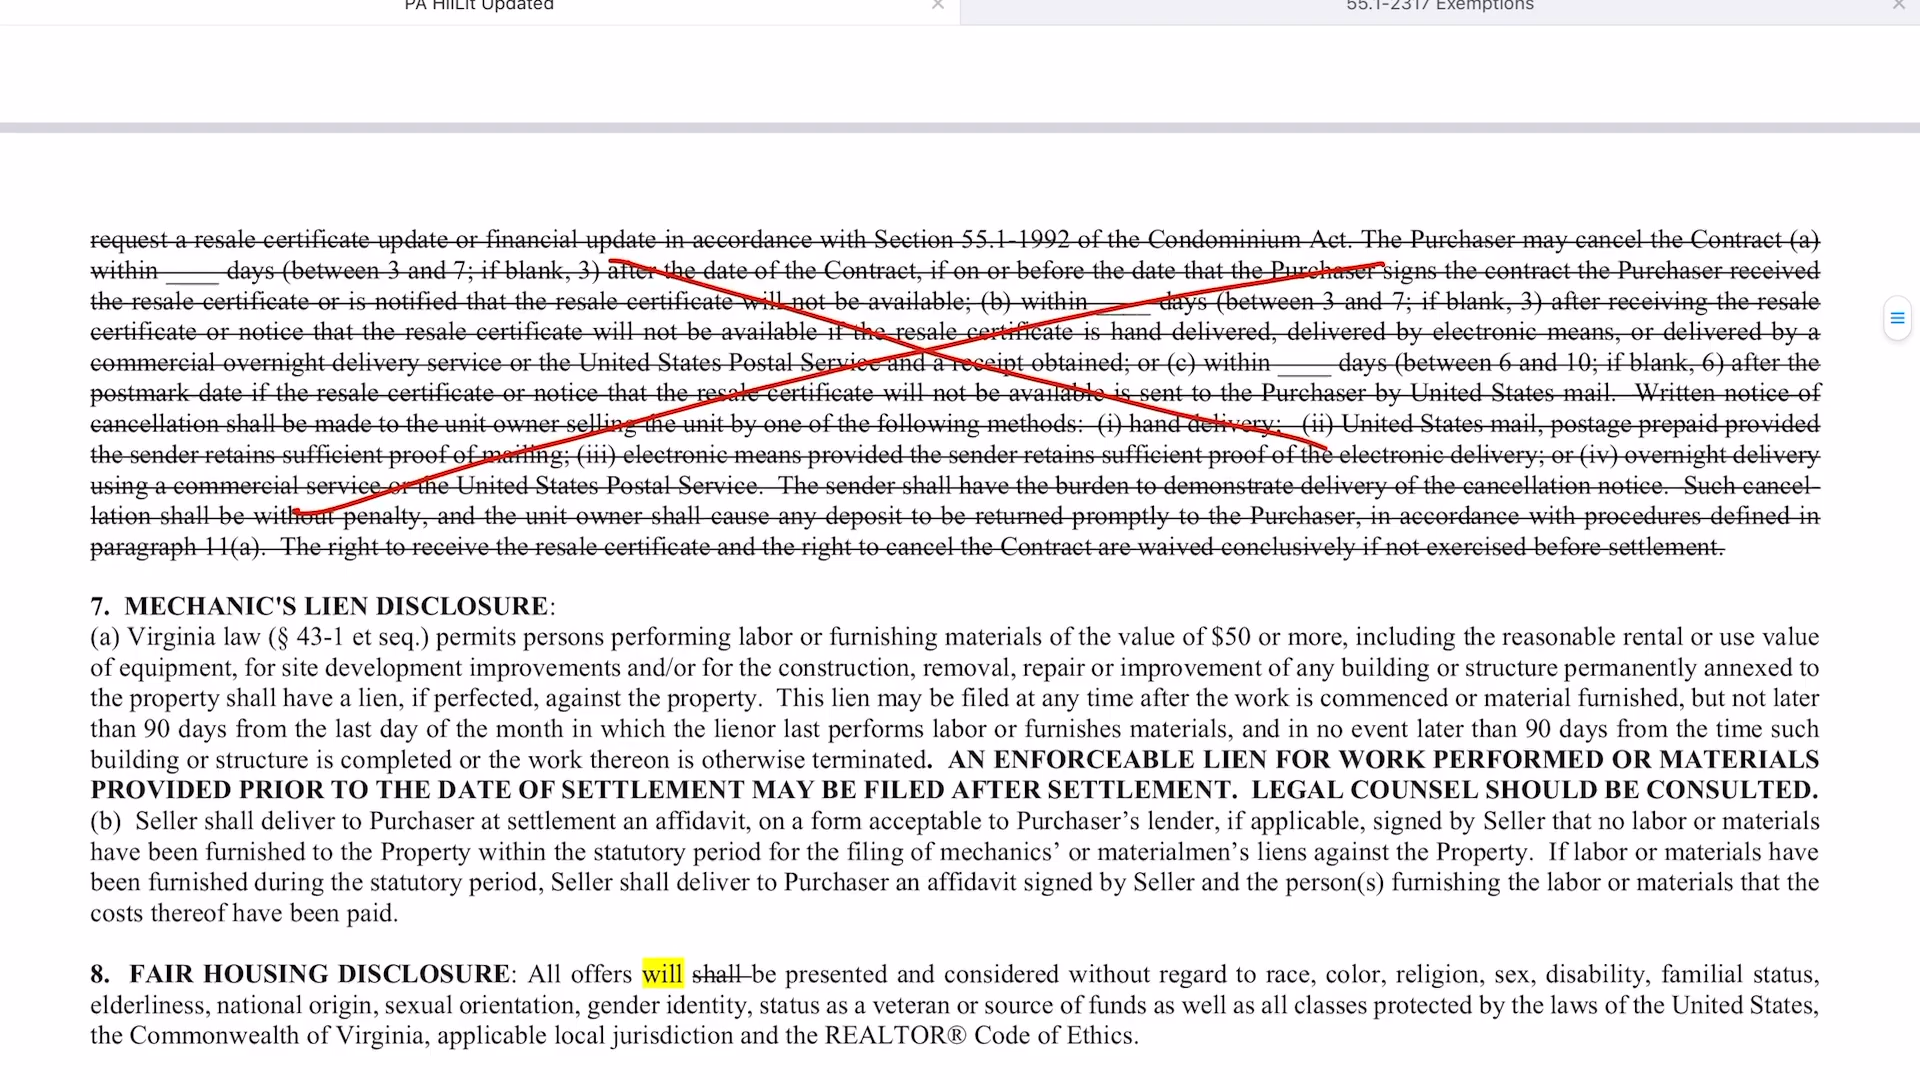 PA HiLit Updated
55.1-2317 Exemptions
request a resale certificate update or financial update in accordance with Section 55.1-1992 of the Condominium Act. The Purchaser may cancel the Contract (a)
within ____ days (between 3 and 7; if blank, 3) after the date of the Contract, if on or before the date that the Purchaser signs the contract the Purchaser received
the resale certificate or is notified that the resale certificate will not be available; (b) within _____ days (between 3 and 7; if blank, 3) after receiving the resale
certificate or notice that the resale certificate will not be available if the resale certificate is hand delivered, delivered by electronic means, or delivered by a
commercial overnight delivery service or the United States Postal Service and a receipt obtained; or (c) within ____ days (between 6 and 10; if blank, 6) after the
postmark date if the resale certificate or notice that the resale certificate will not be available is sent to the Purchaser by United States mail. Written notice of
cancellation shall be made to the unit owner selling the unit by one of the following methods: (i) hand delivery; (ii) United States mail, postage prepaid provided
the sender retains sufficient proof of mailing; (iii) electronic means provided the sender retains sufficient proof of the electronic delivery; or (iv) overnight delivery
using a commercial service or the United States Postal Service. The sender shall have the burden to demonstrate delivery of the cancellation notice. Such cancel-
lation shall be without penalty, and the unit owner shall cause any deposit to be returned promptly to the Purchaser, in accordance with procedures defined in
paragraph 11(a). The right to receive the resale certificate and the right to cancel the Contract are waived conclusively if not exercised before settlement.
7. MECHANIC'S LIEN DISCLOSURE:
(a) Virginia law (§ 43-1 et seq.) permits persons performing labor or furnishing materials of the value of $50 or more, including the reasonable rental or use value
of equipment, for site development improvements and/or for the construction, removal, repair or improvement of any building or structure permanently annexed to
the property shall have a lien, if perfected, against the property. This lien may be filed at any time after the work is commenced or material furnished, but not later
than 90 days from the last day of the month in which the lienor last performs labor or furnishes materials, and in no event later than 90 days from the time such
building or structure is completed or the work thereon is otherwise terminated. AN ENFORCEABLE LIEN FOR WORK PERFORMED OR MATERIALS
PROVIDED PRIOR TO THE DATE OF SETTLEMENT MAY BE FILED AFTER SETTLEMENT. LEGAL COUNSEL SHOULD BE CONSULTED.
(b) Seller shall deliver to Purchaser at settlement an affidavit, on a form acceptable to Purchaser’s lender, if applicable, signed by Seller that no labor or materials
have been furnished to the Property within the statutory period for the filing of mechanics’ or materialmen’s liens against the Property. If labor or materials have
been furnished during the statutory period, Seller shall deliver to Purchaser an affidavit signed by Seller and the person(s) furnishing the labor or materials that the
costs thereof have been paid.
8. FAIR HOUSING DISCLOSURE: All offers will shall be presented and considered without regard to race, color, religion, sex, disability, familial status,
elderliness, national origin, sexual orientation, gender identity, status as a veteran or source of funds as well as all classes protected by the laws of the United States,
the Commonwealth of Virginia, applicable local jurisdiction and the REALTOR® Code of Ethics.